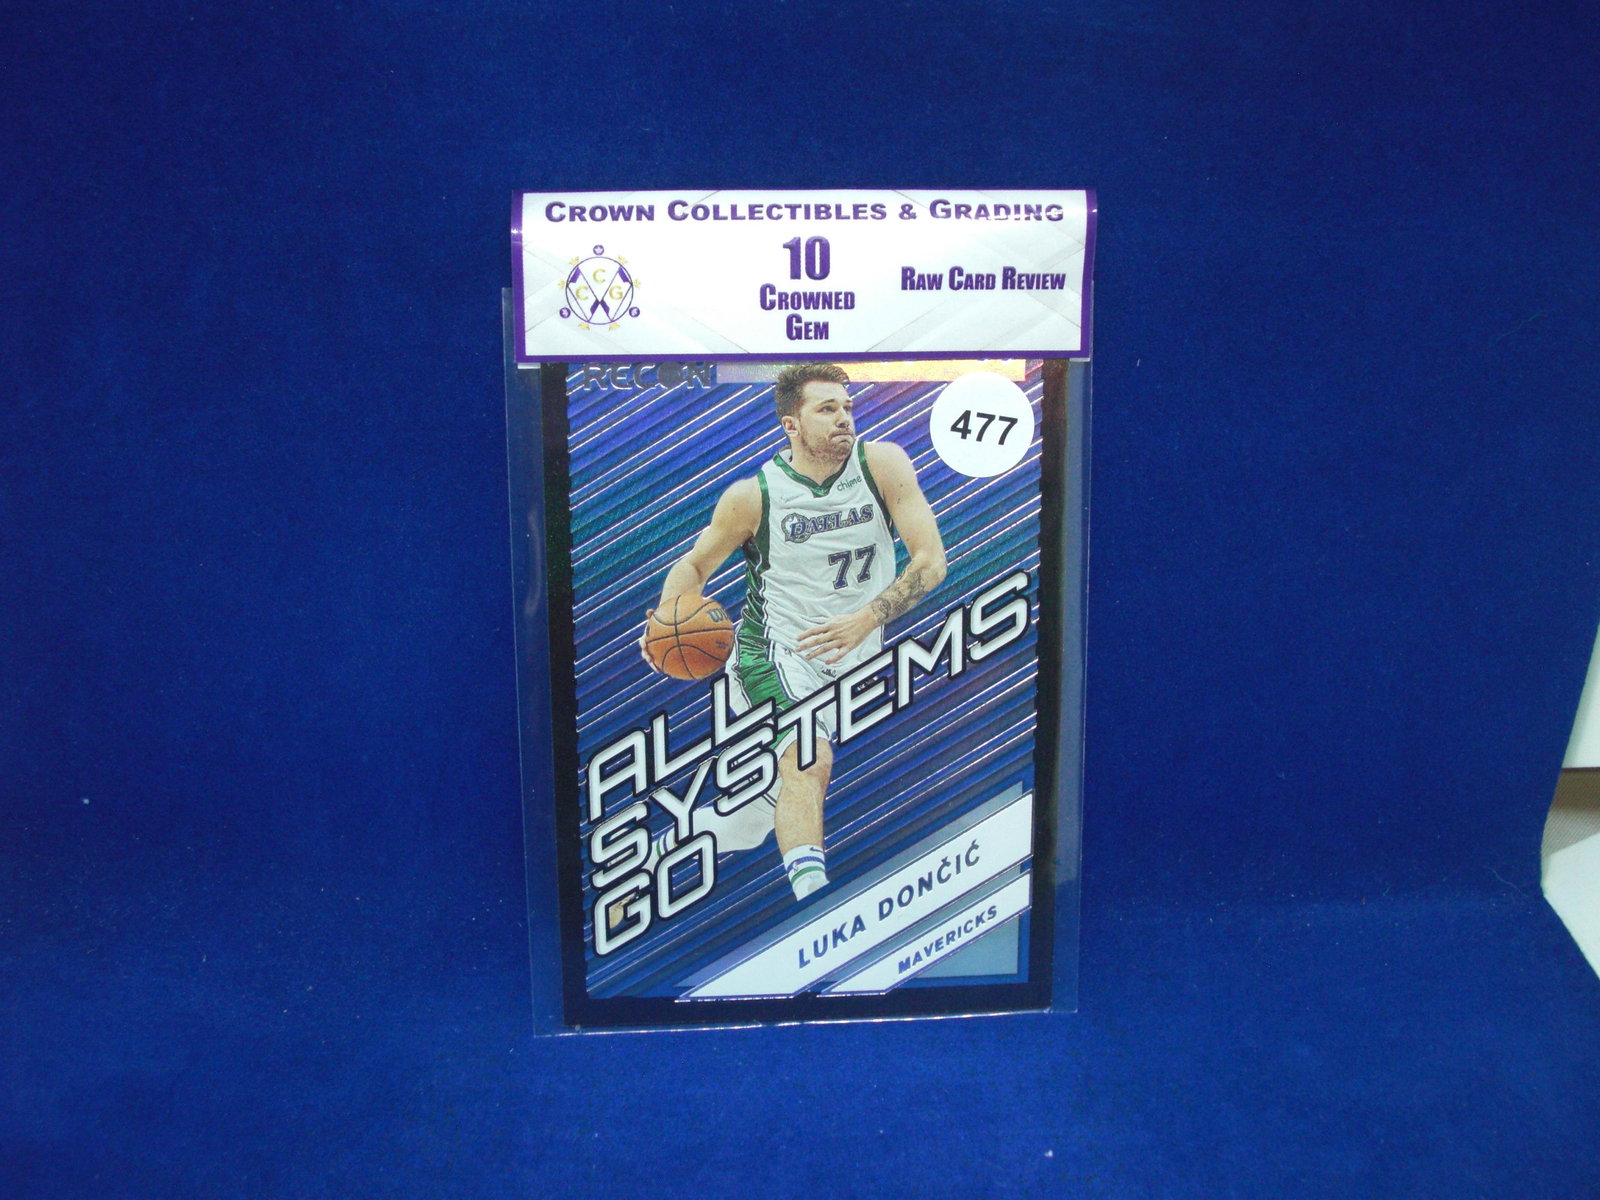 CROWN COLLECTIBLES & GRADING
C
C G
10
CROWNED
GEM
RAW CARD REVIEW
RECON
477
chime
DALLAS
77
W
ALL
SYSTEMS
GO
LUKA DONČIĆ
MAVERICKS